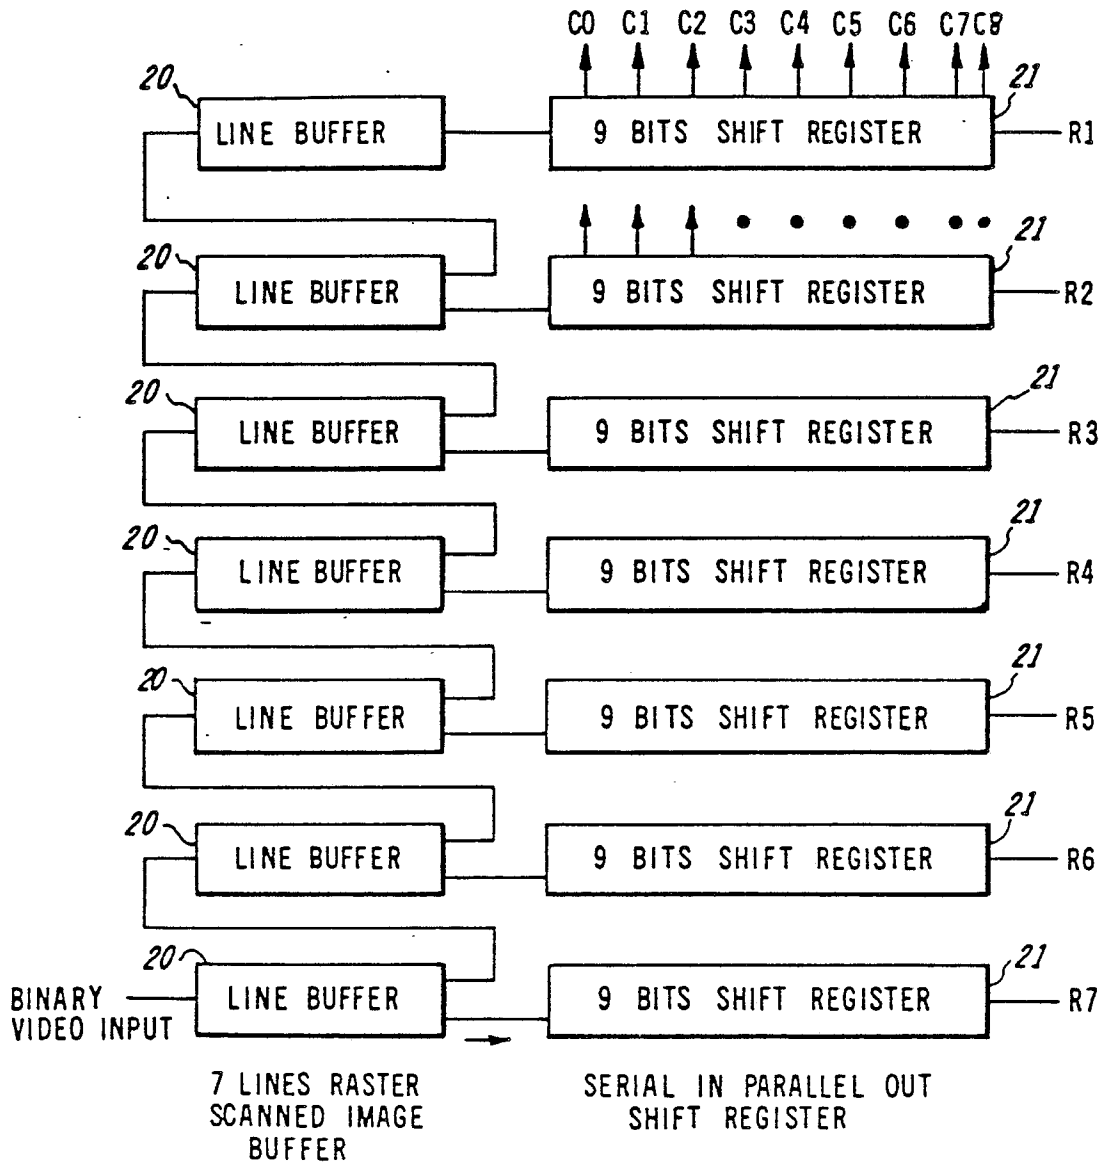 C0 C1 C2 C3 C4 C5 C6 C7 C8
20 21
LINE BUFFER 9 BITS SHIFT REGISTER R1
20 21
LINE BUFFER 9 BITS SHIFT REGISTER R2
20 21
LINE BUFFER 9 BITS SHIFT REGISTER R3
20 21
LINE BUFFER 9 BITS SHIFT REGISTER R4
20 21
LINE BUFFER 9 BITS SHIFT REGISTER R5
20 21
LINE BUFFER 9 BITS SHIFT REGISTER R6
20 21
BINARY LINE BUFFER 9 BITS SHIFT REGISTER R7
VIDEO INPUT
7 LINES RASTER
SCANNED IMAGE
BUFFER
SERIAL IN PARALLEL OUT
SHIFT REGISTER